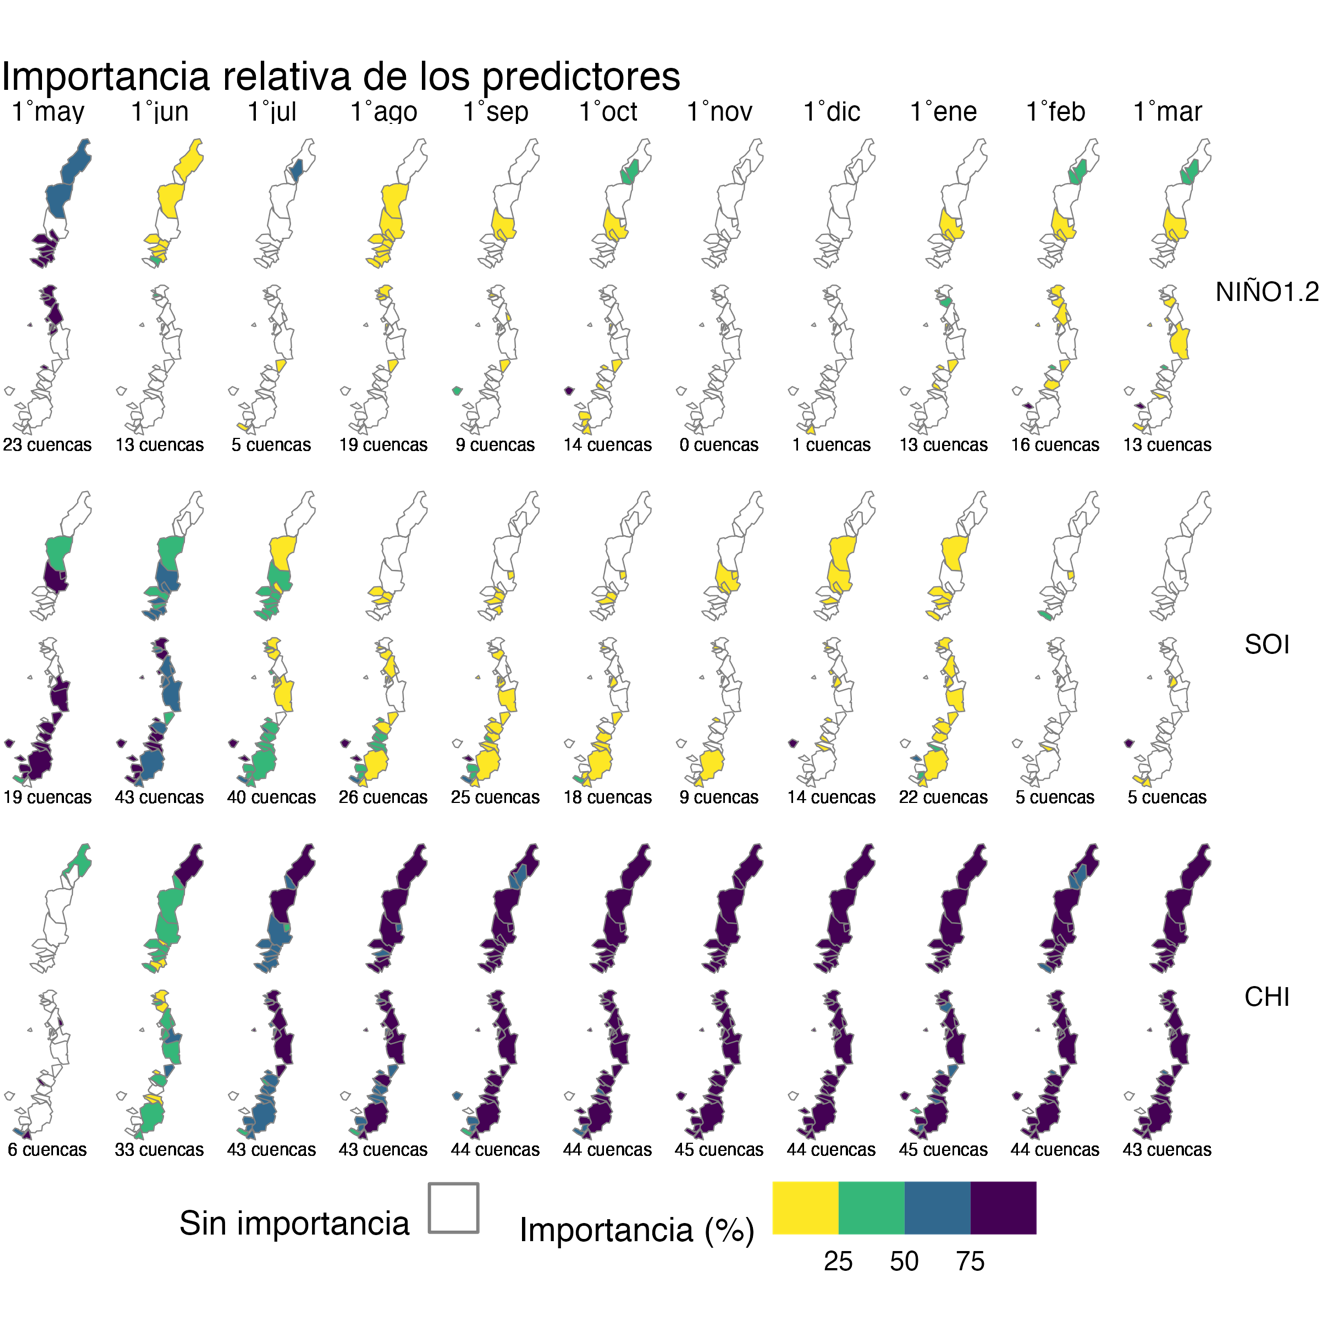 Importancia relativa de los predictores
1°may 1°jun 1°jul 1°ago 1°sep 1°oct 1°nov 1°dic 1°ene 1°feb 1°mar
NIÑO1.2
23 cuencas 13 cuencas 5 cuencas 19 cuencas 9 cuencas 14 cuencas 0 cuencas 1 cuencas 13 cuencas 16 cuencas 13 cuencas
SOI
19 cuencas 43 cuencas 40 cuencas 26 cuencas 25 cuencas 18 cuencas 9 cuencas 14 cuencas 22 cuencas 5 cuencas 5 cuencas
CHI
6 cuencas 33 cuencas 43 cuencas 43 cuencas 44 cuencas 44 cuencas 45 cuencas 44 cuencas 45 cuencas 44 cuencas 43 cuencas
Sin importancia Importancia (%)
25 50 75